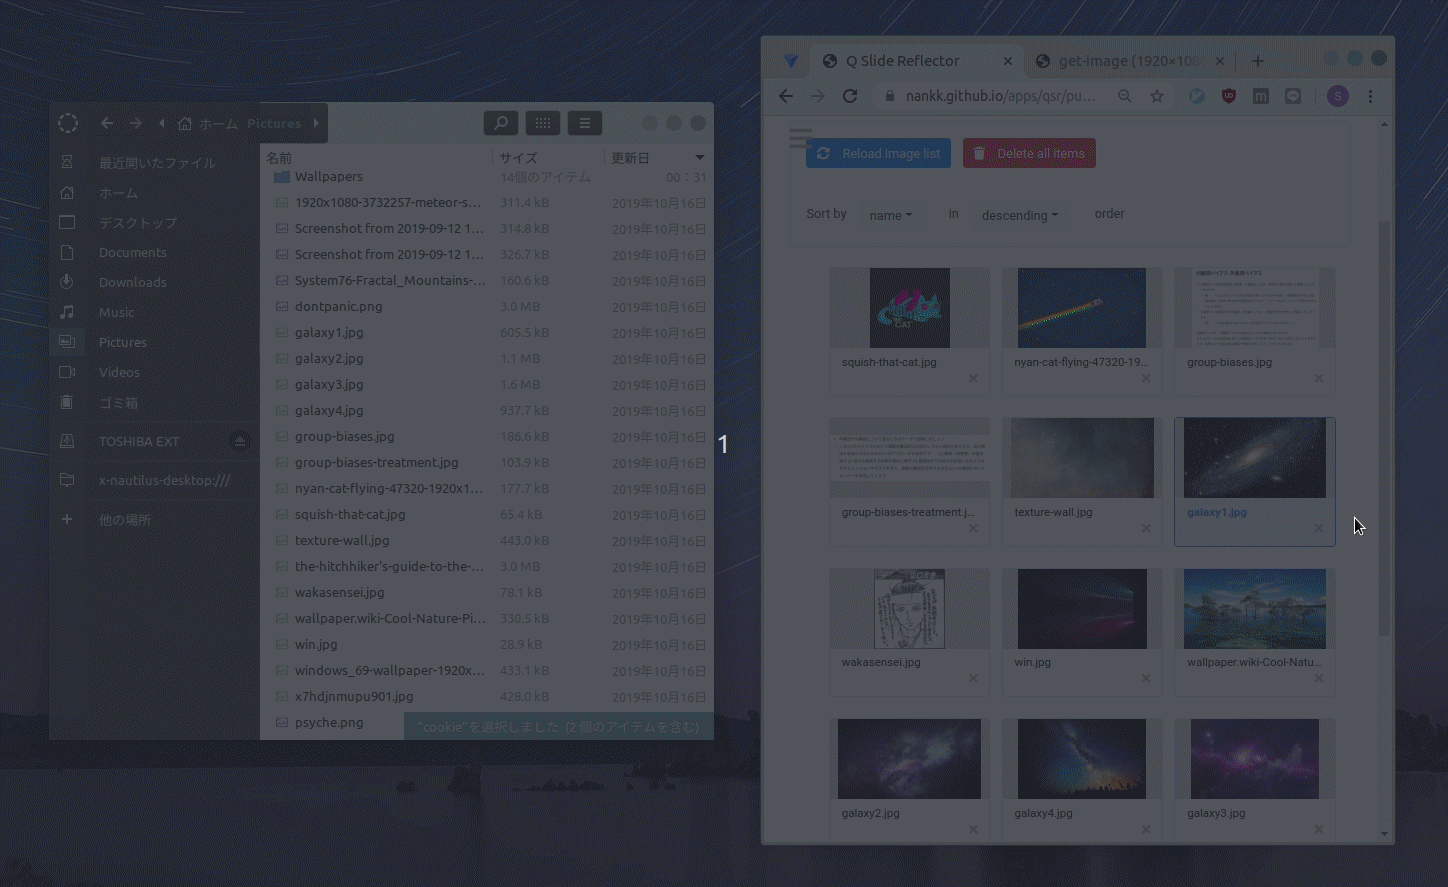 ホーム Pictures
最近開いたファイル
ホーム
デスクトップ
Documents
Downloads
Music
Pictures
Videos
ゴミ箱
TOSHIBA EXT
x-nautilus-desktop:///
他の場所
名前 サイズ 更新日
Wallpapers 14個のアイテム 00：31
1920x1080-3732257-meteor-s… 311.4 kB 2019年10月16日
Screenshot from 2019-09-12 1… 314.8 kB 2019年10月16日
Screenshot from 2019-09-12 1… 326.7 kB 2019年10月16日
System76-Fractal_Mountains-… 160.6 kB 2019年10月16日
dontpanic.png 3.0 MB 2019年10月16日
galaxy1.jpg 605.5 kB 2019年10月16日
galaxy2.jpg 1.1 MB 2019年10月16日
galaxy3.jpg 1.6 MB 2019年10月16日
galaxy4.jpg 937.7 kB 2019年10月16日
group-biases.jpg 186.6 kB 2019年10月16日
group-biases-treatment.jpg 103.9 kB 2019年10月16日
nyan-cat-flying-47320-1920x1… 177.7 kB 2019年10月16日
squish-that-cat.jpg 65.4 kB 2019年10月16日
texture-wall.jpg 443.0 kB 2019年10月16日
the-hitchhiker's-guide-to-the-… 3.0 MB 2019年10月16日
wakasensei.jpg 78.1 kB 2019年10月16日
wallpaper.wiki-Cool-Nature-Pi… 330.5 kB 2019年10月16日
win.jpg 28.9 kB 2019年10月16日
windows_69-wallpaper-1920x… 433.1 kB 2019年10月16日
x7hdjnmupu901.jpg 428.0 kB 2019年10月16日
psyche.png
"cookie"を選択しました (2 個のアイテムを含む)
1
Q Slide Reflector
get-image (1920×1080
nankk.github.io/apps/qsr/pu…
S
Reload image list Delete all items
Sort by name in descending order
CAT
squish-that-cat.jpg nyan-cat-flying-47320-19… group-biases.jpg
group-biases-treatment.j… texture-wall.jpg galaxy1.jpg
wakasensei.jpg win.jpg wallpaper.wiki-Cool-Natu…
galaxy2.jpg galaxy4.jpg galaxy3.jpg